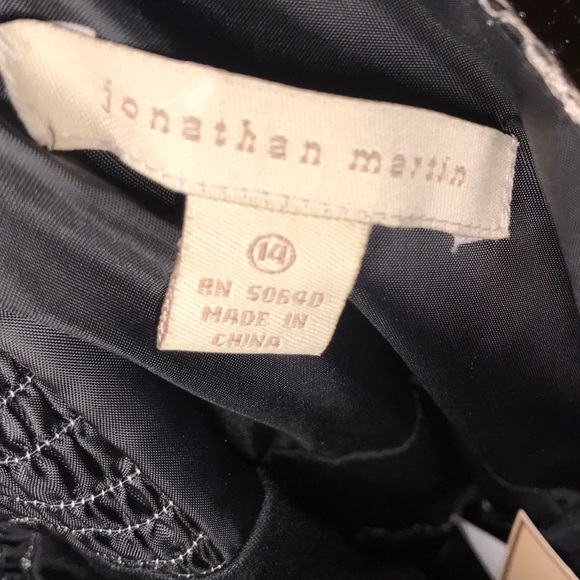 jonathan martin
14
RN 50640
MADE IN
CHINA